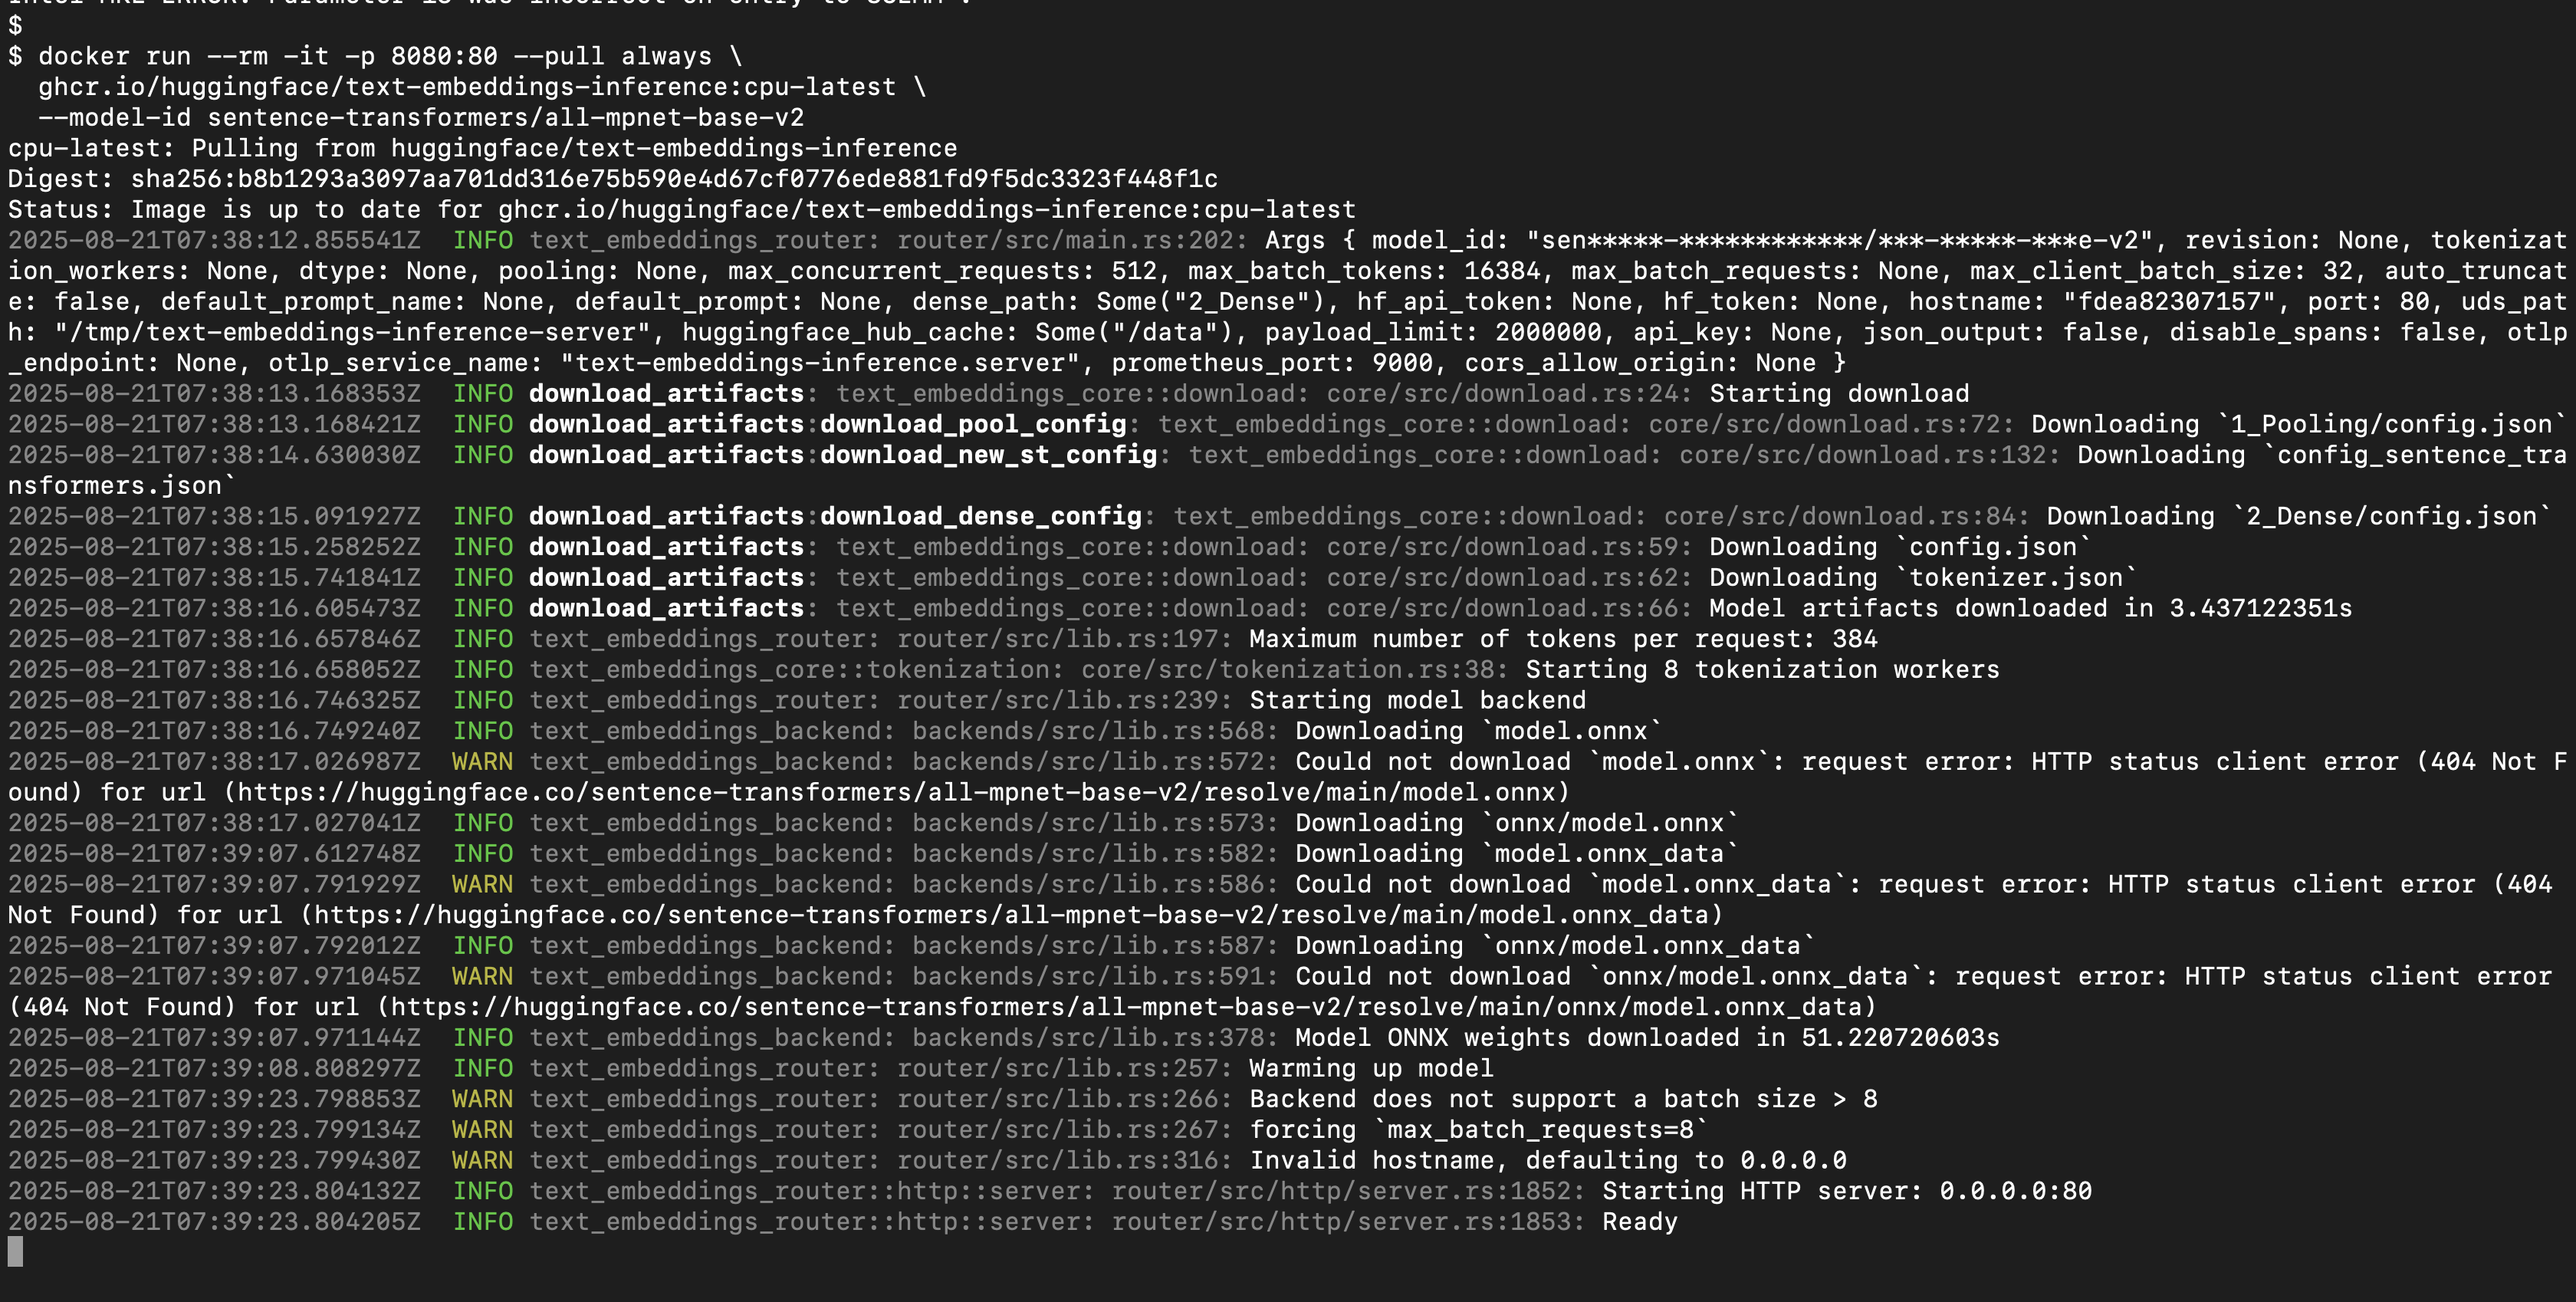 $
$ docker run --rm -it -p 8080:80 --pull always \
  ghcr.io/huggingface/text-embeddings-inference:cpu-latest \
  --model-id sentence-transformers/all-mpnet-base-v2
cpu-latest: Pulling from huggingface/text-embeddings-inference
Digest: sha256:b8b1293a3097aa701dd316e75b590e4d67cf0776ede881fd9f5dc3323f448f1c
Status: Image is up to date for ghcr.io/huggingface/text-embeddings-inference:cpu-latest
2025-08-21T07:38:12.855541Z  INFO text_embeddings_router: router/src/main.rs:202: Args { model_id: "sen*****-************/***-*****-***e-v2", revision: None, tokenizat
ion_workers: None, dtype: None, pooling: None, max_concurrent_requests: 512, max_batch_tokens: 16384, max_batch_requests: None, max_client_batch_size: 32, auto_truncat
e: false, default_prompt_name: None, default_prompt: None, dense_path: Some("2_Dense"), hf_api_token: None, hf_token: None, hostname: "fdea82307157", port: 80, uds_pat
h: "/tmp/text-embeddings-inference-server", huggingface_hub_cache: Some("/data"), payload_limit: 2000000, api_key: None, json_output: false, disable_spans: false, otlp
_endpoint: None, otlp_service_name: "text-embeddings-inference.server", prometheus_port: 9000, cors_allow_origin: None }
2025-08-21T07:38:13.168353Z  INFO download_artifacts: text_embeddings_core::download: core/src/download.rs:24: Starting download
2025-08-21T07:38:13.168421Z  INFO download_artifacts:download_pool_config: text_embeddings_core::download: core/src/download.rs:72: Downloading `1_Pooling/config.json`
2025-08-21T07:38:14.630030Z  INFO download_artifacts:download_new_st_config: text_embeddings_core::download: core/src/download.rs:132: Downloading `config_sentence_tra
nsformers.json`
2025-08-21T07:38:15.091927Z  INFO download_artifacts:download_dense_config: text_embeddings_core::download: core/src/download.rs:84: Downloading `2_Dense/config.json`
2025-08-21T07:38:15.258252Z  INFO download_artifacts: text_embeddings_core::download: core/src/download.rs:59: Downloading `config.json`
2025-08-21T07:38:15.741841Z  INFO download_artifacts: text_embeddings_core::download: core/src/download.rs:62: Downloading `tokenizer.json`
2025-08-21T07:38:16.605473Z  INFO download_artifacts: text_embeddings_core::download: core/src/download.rs:66: Model artifacts downloaded in 3.437122351s
2025-08-21T07:38:16.657846Z  INFO text_embeddings_router: router/src/lib.rs:197: Maximum number of tokens per request: 384
2025-08-21T07:38:16.658052Z  INFO text_embeddings_core::tokenization: core/src/tokenization.rs:38: Starting 8 tokenization workers
2025-08-21T07:38:16.746325Z  INFO text_embeddings_router: router/src/lib.rs:239: Starting model backend
2025-08-21T07:38:16.749240Z  INFO text_embeddings_backend: backends/src/lib.rs:568: Downloading `model.onnx`
2025-08-21T07:38:17.026987Z  WARN text_embeddings_backend: backends/src/lib.rs:572: Could not download `model.onnx`: request error: HTTP status client error (404 Not F
ound) for url (https://huggingface.co/sentence-transformers/all-mpnet-base-v2/resolve/main/model.onnx)
2025-08-21T07:38:17.027041Z  INFO text_embeddings_backend: backends/src/lib.rs:573: Downloading `onnx/model.onnx`
2025-08-21T07:39:07.612748Z  INFO text_embeddings_backend: backends/src/lib.rs:582: Downloading `model.onnx_data`
2025-08-21T07:39:07.791929Z  WARN text_embeddings_backend: backends/src/lib.rs:586: Could not download `model.onnx_data`: request error: HTTP status client error (404
Not Found) for url (https://huggingface.co/sentence-transformers/all-mpnet-base-v2/resolve/main/model.onnx_data)
2025-08-21T07:39:07.792012Z  INFO text_embeddings_backend: backends/src/lib.rs:587: Downloading `onnx/model.onnx_data`
2025-08-21T07:39:07.971045Z  WARN text_embeddings_backend: backends/src/lib.rs:591: Could not download `onnx/model.onnx_data`: request error: HTTP status client error
(404 Not Found) for url (https://huggingface.co/sentence-transformers/all-mpnet-base-v2/resolve/main/onnx/model.onnx_data)
2025-08-21T07:39:07.971144Z  INFO text_embeddings_backend: backends/src/lib.rs:378: Model ONNX weights downloaded in 51.220720603s
2025-08-21T07:39:08.808297Z  INFO text_embeddings_router: router/src/lib.rs:257: Warming up model
2025-08-21T07:39:23.798853Z  WARN text_embeddings_router: router/src/lib.rs:266: Backend does not support a batch size > 8
2025-08-21T07:39:23.799134Z  WARN text_embeddings_router: router/src/lib.rs:267: forcing `max_batch_requests=8`
2025-08-21T07:39:23.799430Z  WARN text_embeddings_router: router/src/lib.rs:316: Invalid hostname, defaulting to 0.0.0.0
2025-08-21T07:39:23.804132Z  INFO text_embeddings_router::http::server: router/src/http/server.rs:1852: Starting HTTP server: 0.0.0.0:80
2025-08-21T07:39:23.804205Z  INFO text_embeddings_router::http::server: router/src/http/server.rs:1853: Ready